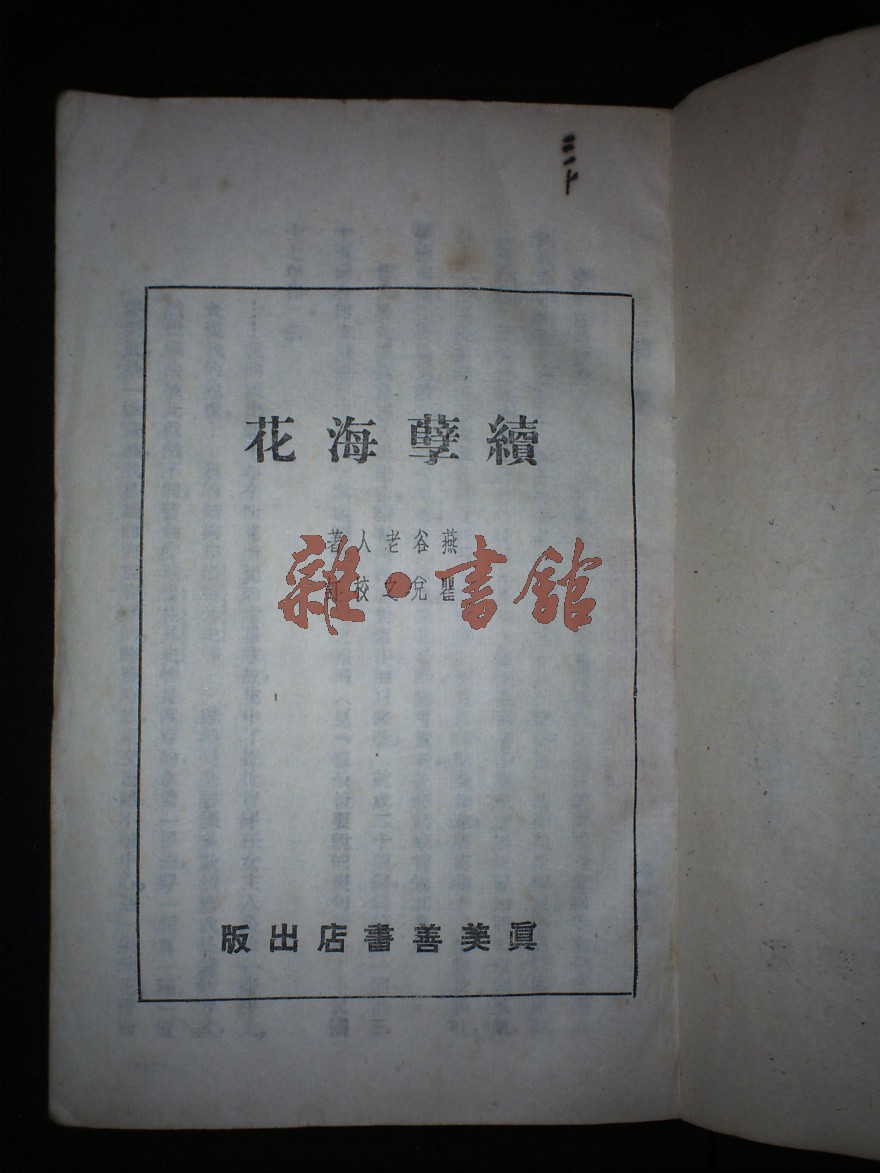 續孽海花
燕谷老人著
瞿兌之校訂
雜·書館
眞美善書店出版